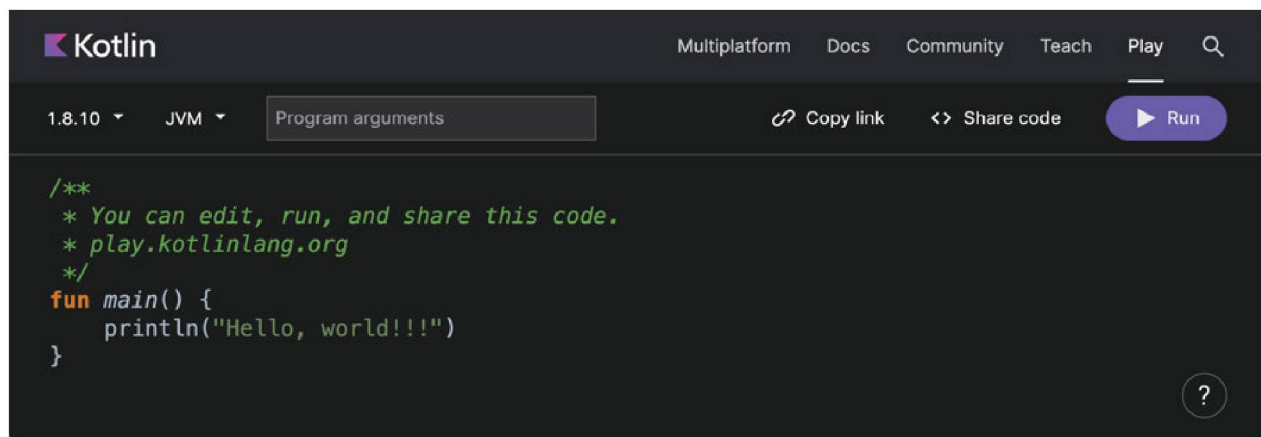 Kotlin Multiplatform Docs Community Teach Play
1.8.10 JVM Program arguments Copy link <> Share code Run
/**
 * You can edit, run, and share this code.
 * play.kotlinlang.org
 */
fun main() {
    println("Hello, world!!!")
}
?